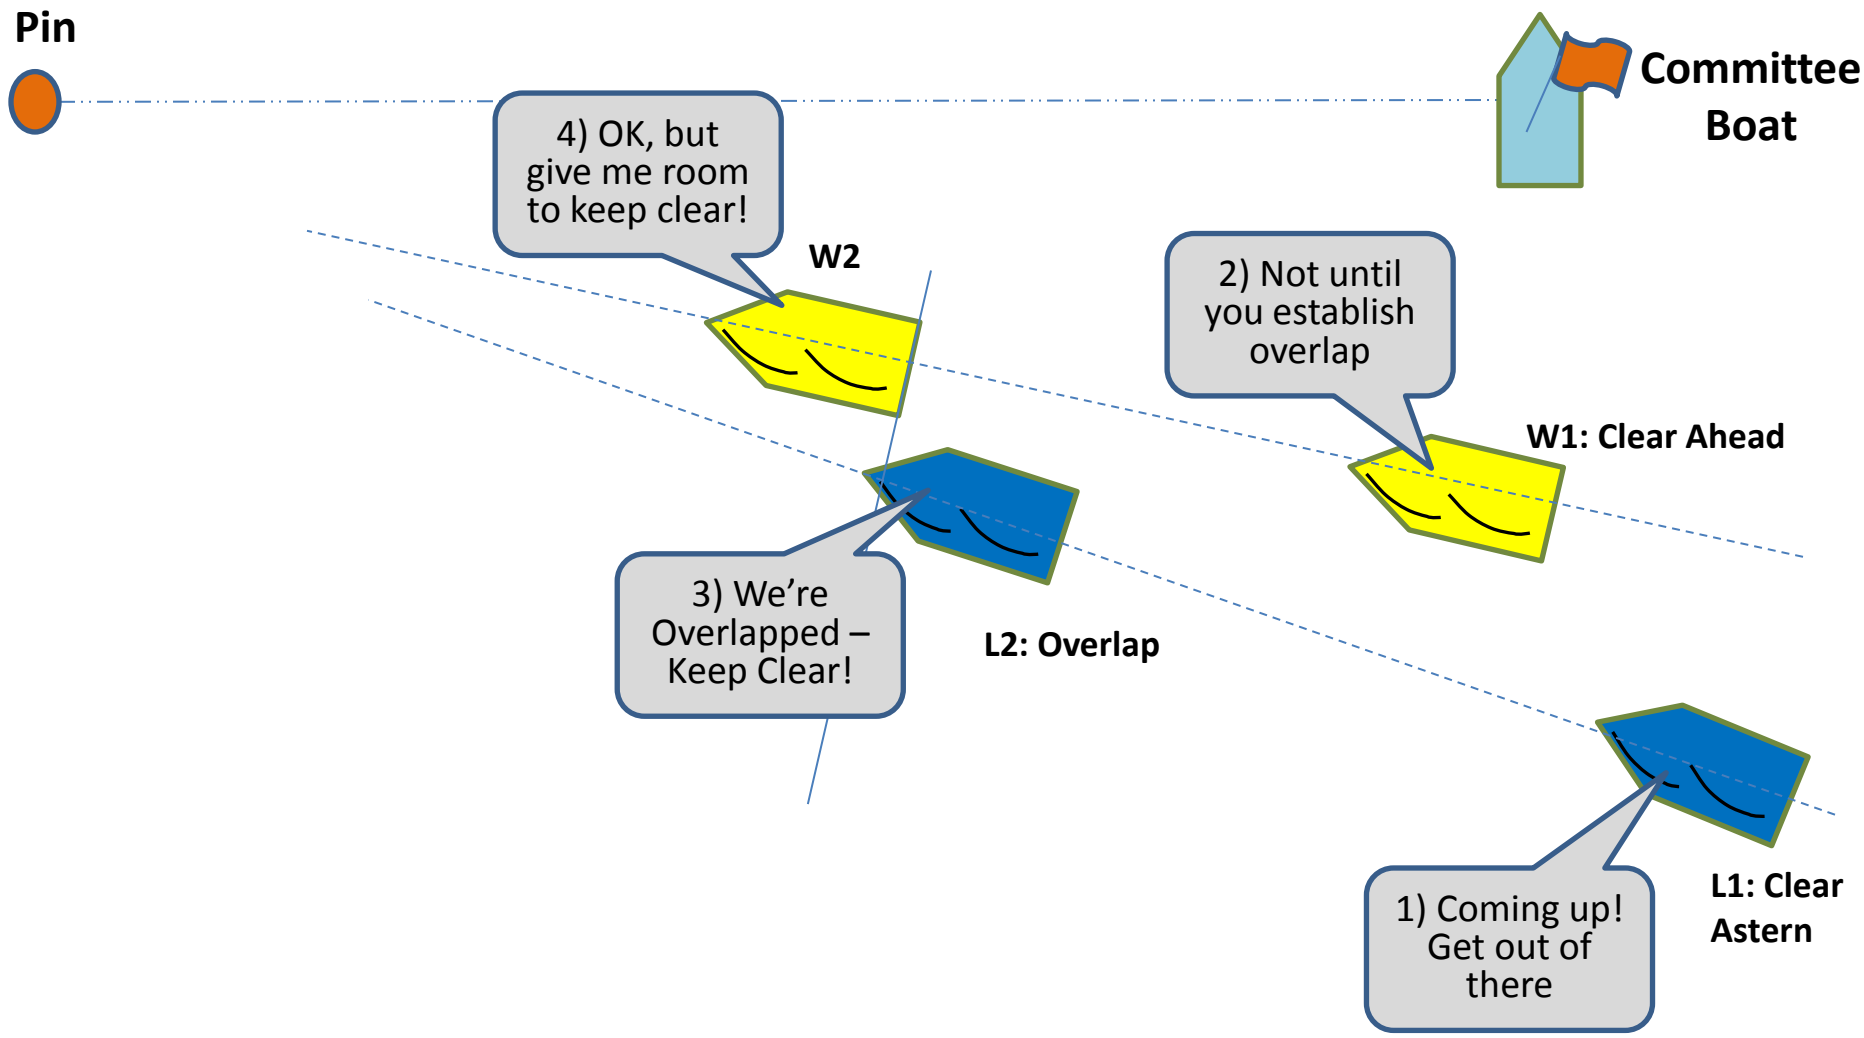 Pin
Committee
Boat
4) OK, but
give me room
to keep clear!
W2
2) Not until
you establish
overlap
W1: Clear Ahead
3) We’re
Overlapped –
Keep Clear!
L2: Overlap
1) Coming up!
Get out of
there
L1: Clear
Astern